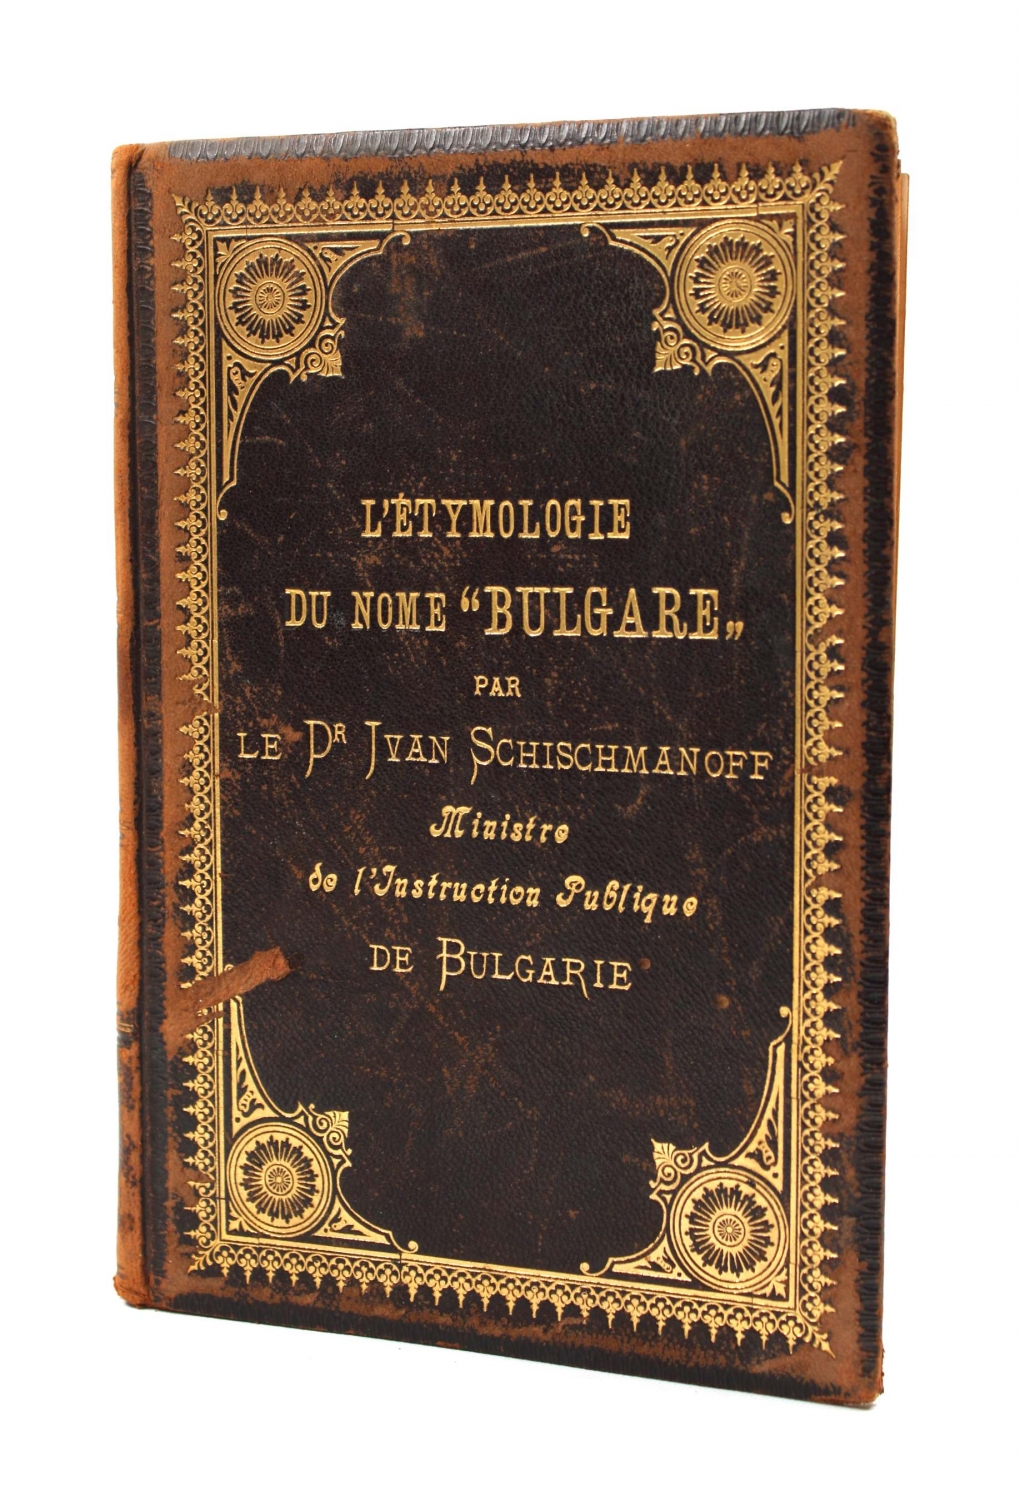 L'ÉTYMOLOGIE
DU NOME “BULGARE„
PAR
LE DR JVAN SCHISCHMANOFF
Ministre
de l'Instruction Publique
DE BULGARIE